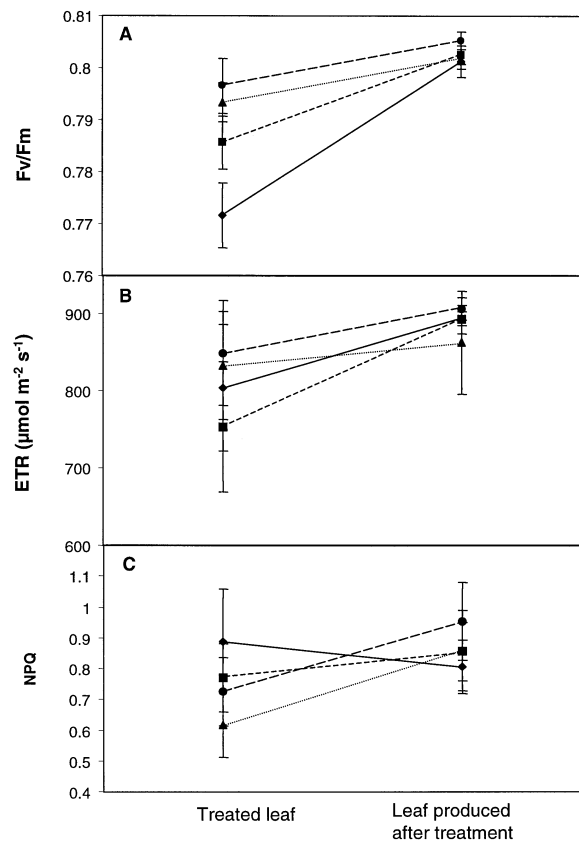 0.81
A
0.8
0.79
Fv/Fm
0.78
0.77
0.76
B
900
800
ETR (µmol m-2 s-1)
700
600
C
1.1
1
0.9
NPQ
0.8
0.7
0.6
0.5
0.4
Treated leaf
Leaf produced
after treatment